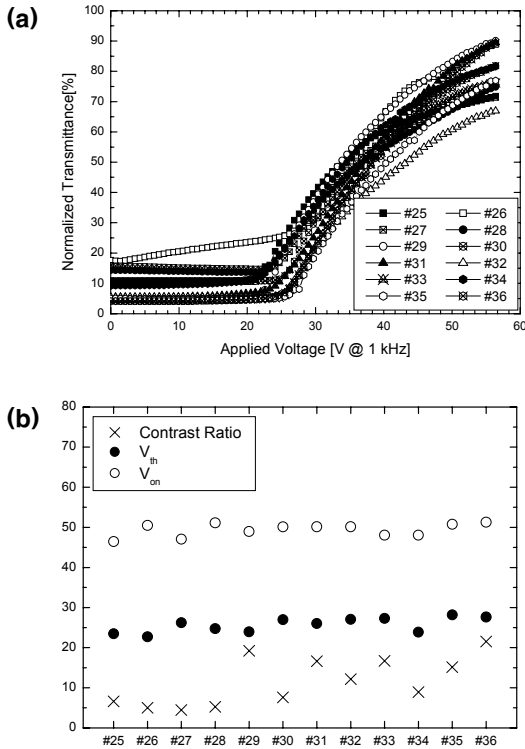 (a)
100
90
80
70
60
50
40
30
20
10
0
Normalized Transmittance[%]
#25 #26
#27 #28
#29 #30
#31 #32
#33 #34
#35 #36
0 10 20 30 40 50 60
Applied Voltage [V @ 1 kHz]
(b)
80
70
60
50
40
30
20
10
0
Contrast Ratio
Vth
Von
#25 #26 #27 #28 #29 #30 #31 #32 #33 #34 #35 #36